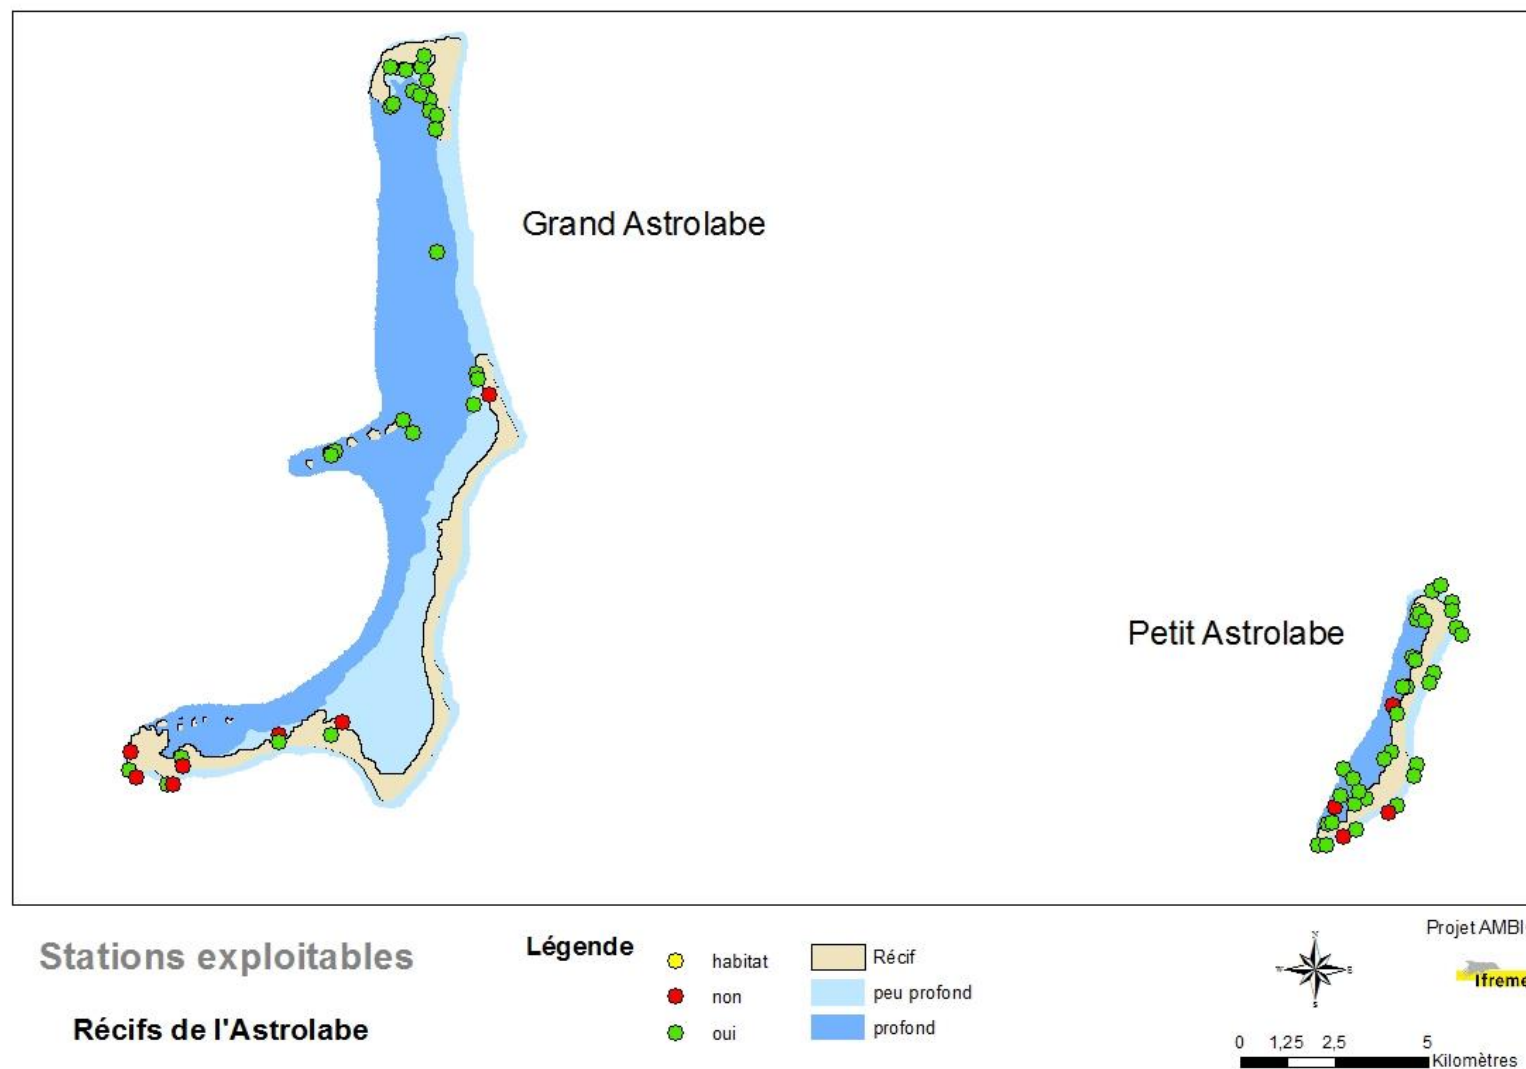 Grand Astrolabe
Petit Astrolabe
Stations exploitables
Récifs de l'Astrolabe
Légende
habitat
non
oui
Récif
peu profond
profond
N
W E
S
Projet AMBI
Ifreme
0 1,25 2,5 5
Kilomètres